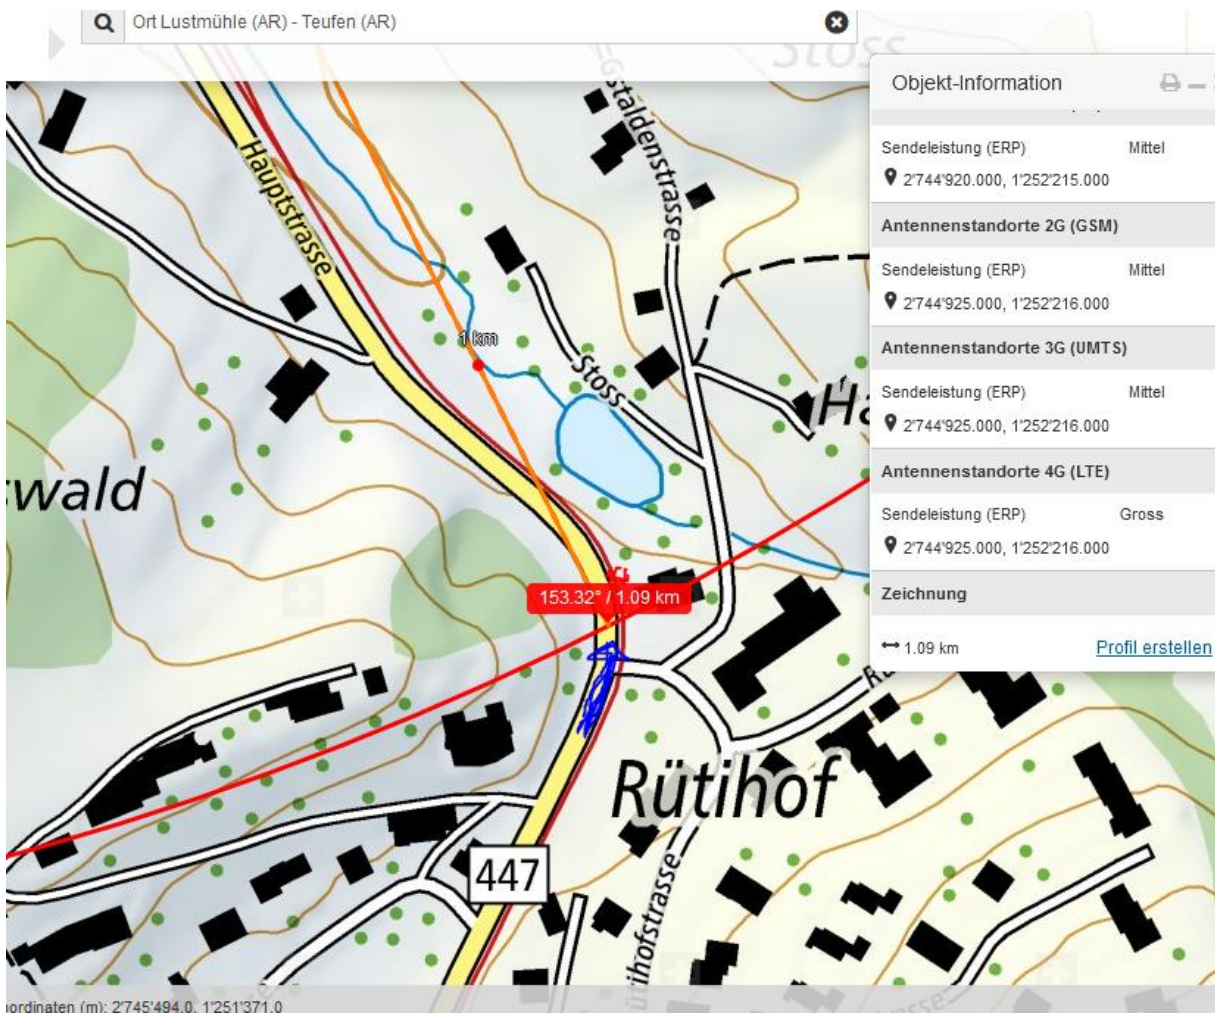 Ort Lustmühle (AR) - Teufen (AR)
Stoss
Objekt-Information
Sendeleistung (ERP) Mittel
2'744'920.000, 1'252'215.000
Antennenstandorte 2G (GSM)
Sendeleistung (ERP) Mittel
2'744'925.000, 1'252'216.000
Antennenstandorte 3G (UMTS)
Sendeleistung (ERP) Mittel
2'744'925.000, 1'252'216.000
Antennenstandorte 4G (LTE)
Sendeleistung (ERP) Gross
2'744'925.000, 1'252'216.000
Zeichnung
1.09 km Profil erstellen
Gstaldenstrasse
Hauptstrasse
1 km
Stoss
swald
153.32° / 1.09 km
Rütihof
447
tihofstrasse
oordinaten (m): 2'745'494.0, 1'251'371.0